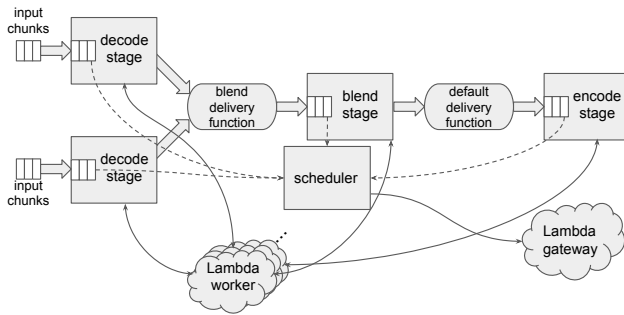 input
chunks
decode
stage
blend
delivery
function
blend
stage
default
delivery
function
encode
stage
input
chunks
decode
stage
scheduler
Lambda
worker
Lambda
gateway